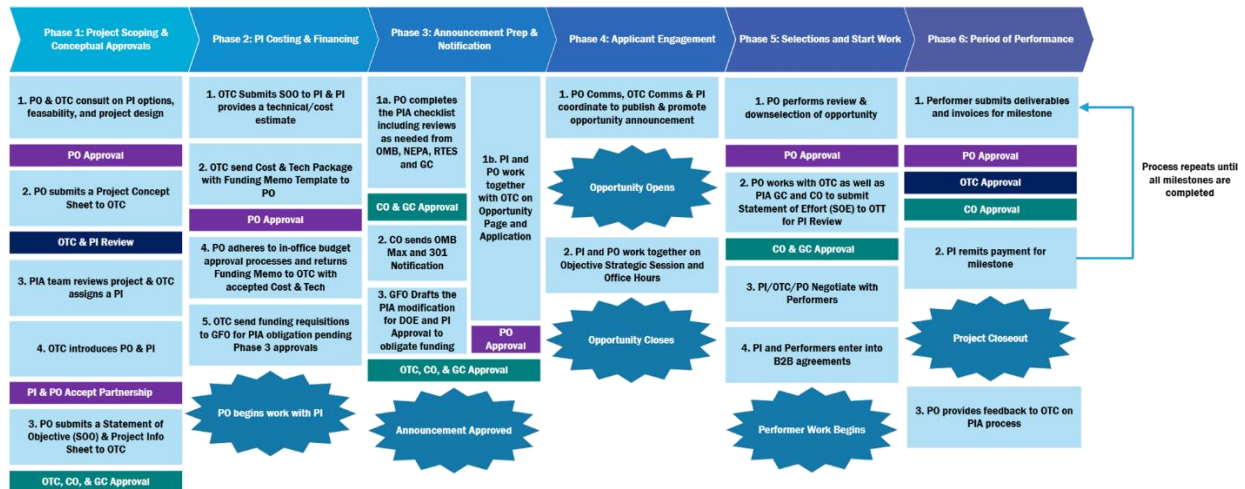 Phase 1: Project Scoping &
Conceptual Approvals
1. PO & OTC consult on PI options,
feasability, and project design
PO Approval
2. PO submits a Project Concept
Sheet to OTC
OTC & PI Review
3. PIA team reviews project & OTC
assigns a PI
4. OTC introduces PO & PI
PI & PO Accept Partnership
3. PO submits a Statement of
Objective (SOO) & Project Info
Sheet to OTC
OTC, CO, & GC Approval
Phase 2: PI Costing & Financing
1. OTC Submits SOO to PI & PI
provides a technical/cost
estimate
2. OTC send Cost & Tech Package
with Funding Memo Template to
PO
PO Approval
4. PO adheres to in-office budget
approval processes and returns
Funding Memo to OTC with
accepted Cost & Tech
5. OTC send funding requisitions
to GFO for PIA obligation pending
Phase 3 approvals
PO begins work with PI
Phase 3: Announcement Prep &
Notification
1a. PO completes
the PIA checklist
including reviews
as needed from
OMB, NEPA, RTES
and GC
CO & GC Approval
2. CO sends OMB
Max and 301
Notification
3. GFO Drafts the
PIA modification
for DOE and PI
Approval to
obligate funding
1b. PI and
PO work
together
with OTC on
Opportunity
Page and
Application
PO
Approval
OTC, CO, & GC Approval
Announcement Approved
Phase 4: Applicant Engagement
1. PO Comms, OTC Comms & PI
coordinate to publish & promote
opportunity announcement
Opportunity Opens
2. PI and PO work together on
Objective Strategic Session and
Office Hours
Opportunity Closes
Phase 5: Selections and Start Work
1. PO performs review &
downselection of opportunity
PO Approval
2. PO works with OTC as well as
PIA GC and CO to submit
Statement of Effort (SOE) to OTT
for PI Review
CO & GC Approval
3. PI/OTC/PO Negotiate with
Performers
4. PI and Performers enter into
B2B agreements
Performer Work Begins
Phase 6: Period of Performance
1. Performer submits deliverables
and invoices for milestone
PO Approval
OTC Approval
CO Approval
2. PI remits payment for
milestone
Project Closeout
3. PO provides feedback to OTC on
PIA process
Process repeats until
all milestones are
completed